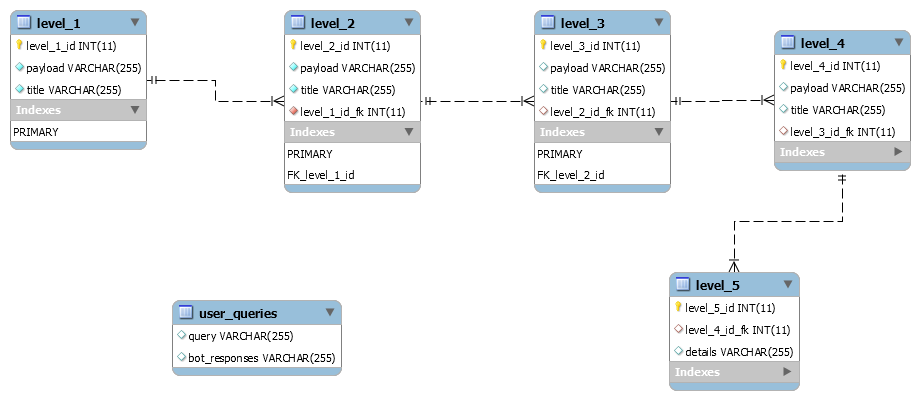 level_1
level_1_id INT(11)
payload VARCHAR(255)
title VARCHAR(255)
Indexes
PRIMARY
level_2
level_2_id INT(11)
payload VARCHAR(255)
title VARCHAR(255)
level_1_id_fk INT(11)
Indexes
PRIMARY
FK_level_1_id
level_3
level_3_id INT(11)
payload VARCHAR(255)
title VARCHAR(255)
level_2_id_fk INT(11)
Indexes
PRIMARY
FK_level_2_id
level_4
level_4_id INT(11)
payload VARCHAR(255)
title VARCHAR(255)
level_3_id_fk INT(11)
Indexes
level_5
level_5_id INT(11)
level_4_id_fk INT(11)
details VARCHAR(255)
Indexes
user_queries
query VARCHAR(255)
bot_responses VARCHAR(255)